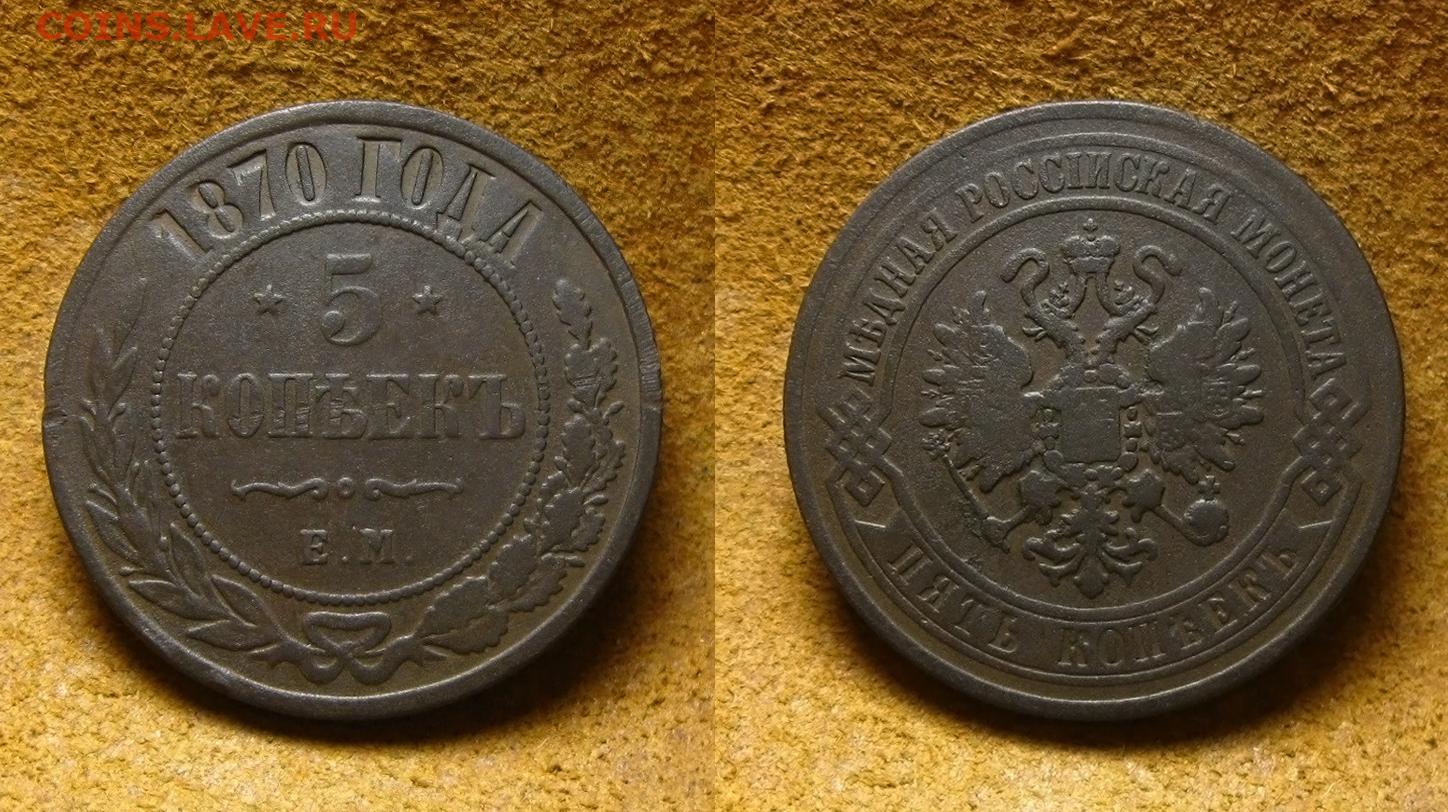 COINS.LAVE.RU
1870 ГОДА
5
КОПѢЕКЪ
Е.М.
МѢДНАЯ РОССІЙСКАЯ МОНЕТА
ПЯТЬ КОПѢЕКЪ